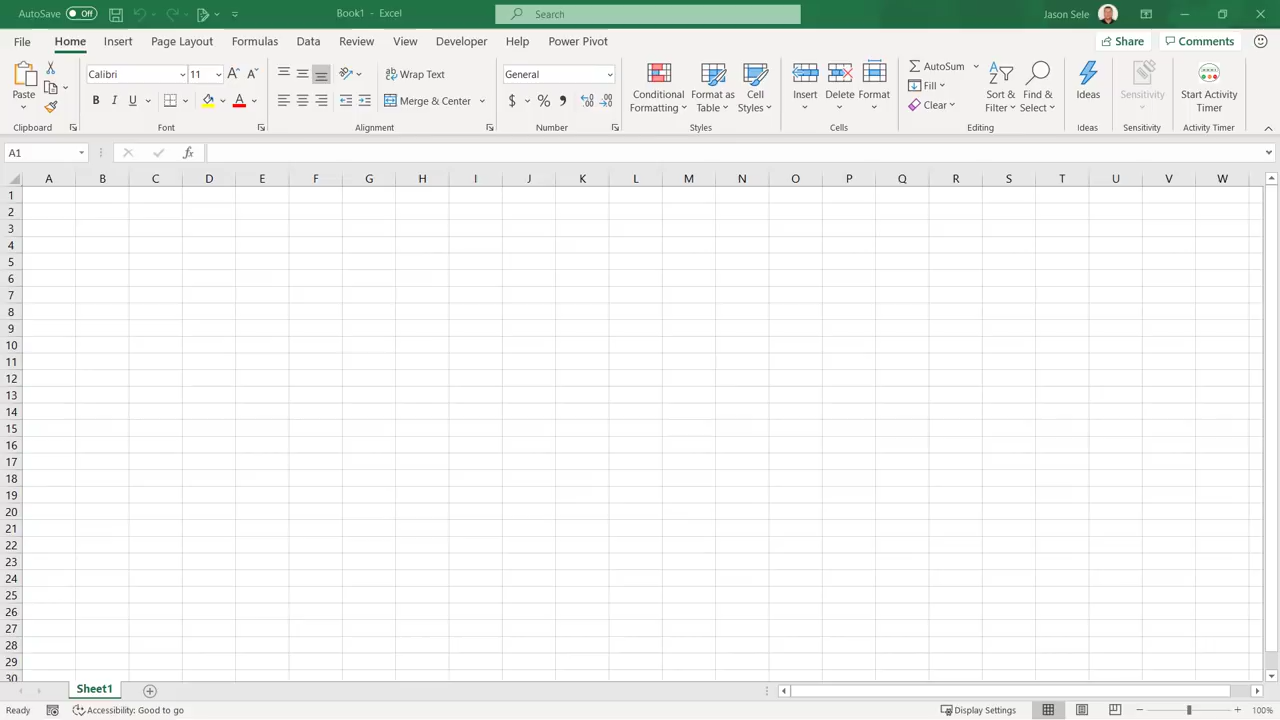 AutoSave Off Book1 - Excel Search Jason Sele
File Home Insert Page Layout Formulas Data Review View Developer Help Power Pivot Share Comments
Paste
Clipboard
Calibri 11
B I U A
Font
Wrap Text
Merge & Center
Alignment
General
$ % 9
Number
Conditional Formatting
Format as Table
Cell Styles
Styles
Insert Delete Format
Cells
AutoSum
Fill
Clear
Sort & Filter
Find & Select
Editing
Ideas
Ideas
Sensitivity
Sensitivity
Start Activity Timer
Activity Timer
A1 fx
A B C D E F G H I J K L M N O P Q R S T U V W
1
2
3
4
5
6
7
8
9
10
11
12
13
14
15
16
17
18
19
20
21
22
23
24
25
26
27
28
29
30
Sheet1
Ready Accessibility: Good to go Display Settings 100%